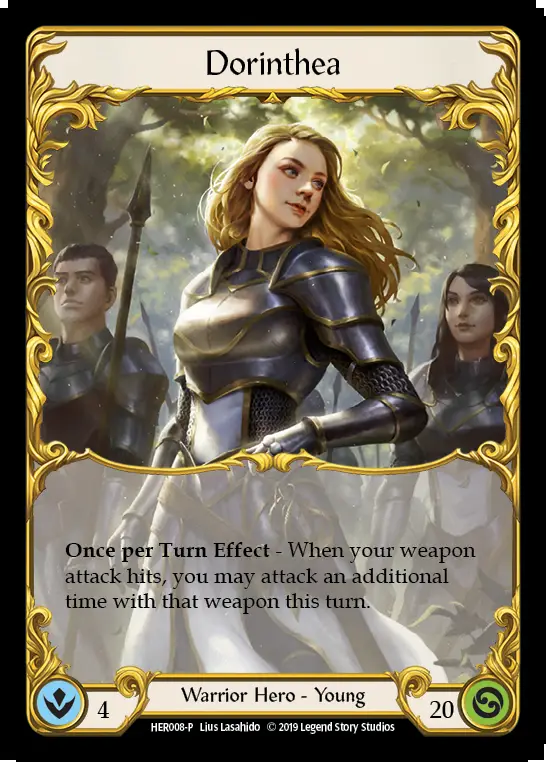 Dorinthea
Once per Turn Effect - When your weapon
attack hits, you may attack an additional
time with that weapon this turn.
4
Warrior Hero - Young
20
HER008-P Lius Lasahido © 2019 Legend Story Studios